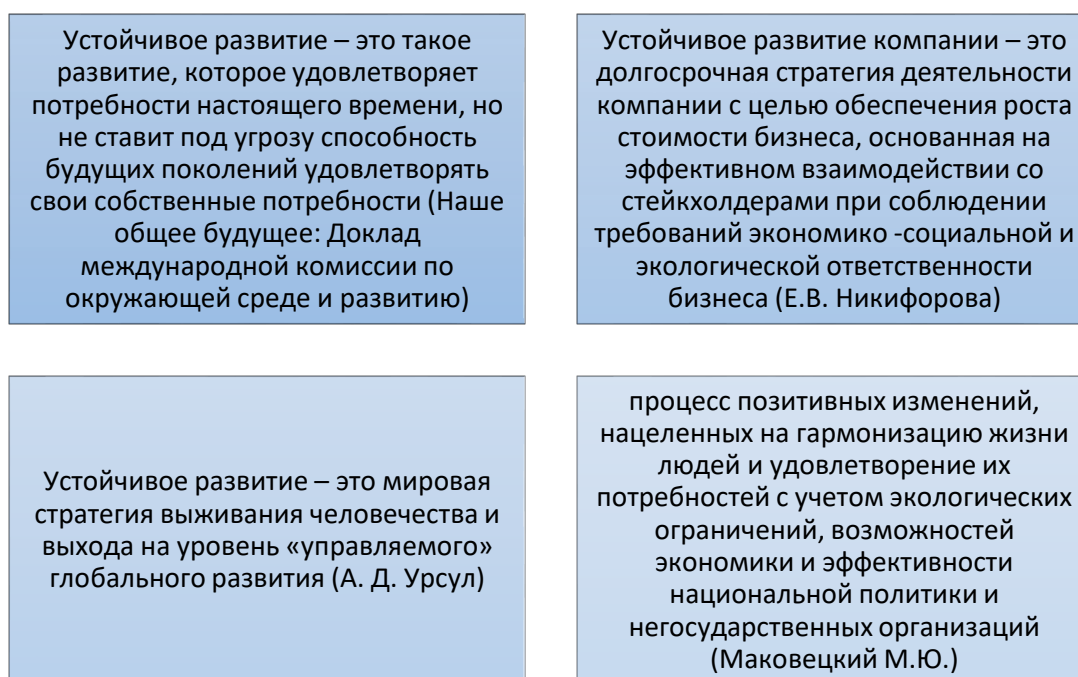 Устойчивое развитие – это такое
развитие, которое удовлетворяет
потребности настоящего времени, но
не ставит под угрозу способность
будущих поколений удовлетворять
свои собственные потребности (Наше
общее будущее: Доклад
международной комиссии по
окружающей среде и развитию)
Устойчивое развитие компании – это
долгосрочная стратегия деятельности
компании с целью обеспечения роста
стоимости бизнеса, основанная на
эффективном взаимодействии со
стейкхолдерами при соблюдении
требований экономико -социальной и
экологической ответственности
бизнеса (Е.В. Никифорова)
Устойчивое развитие – это мировая
стратегия выживания человечества и
выхода на уровень «управляемого»
глобального развития (А. Д. Урсул)
процесс позитивных изменений,
нацеленных на гармонизацию жизни
людей и удовлетворение их
потребностей с учетом экологических
ограничений, возможностей
экономики и эффективности
национальной политики и
негосударственных организаций
(Маковецкий М.Ю.)